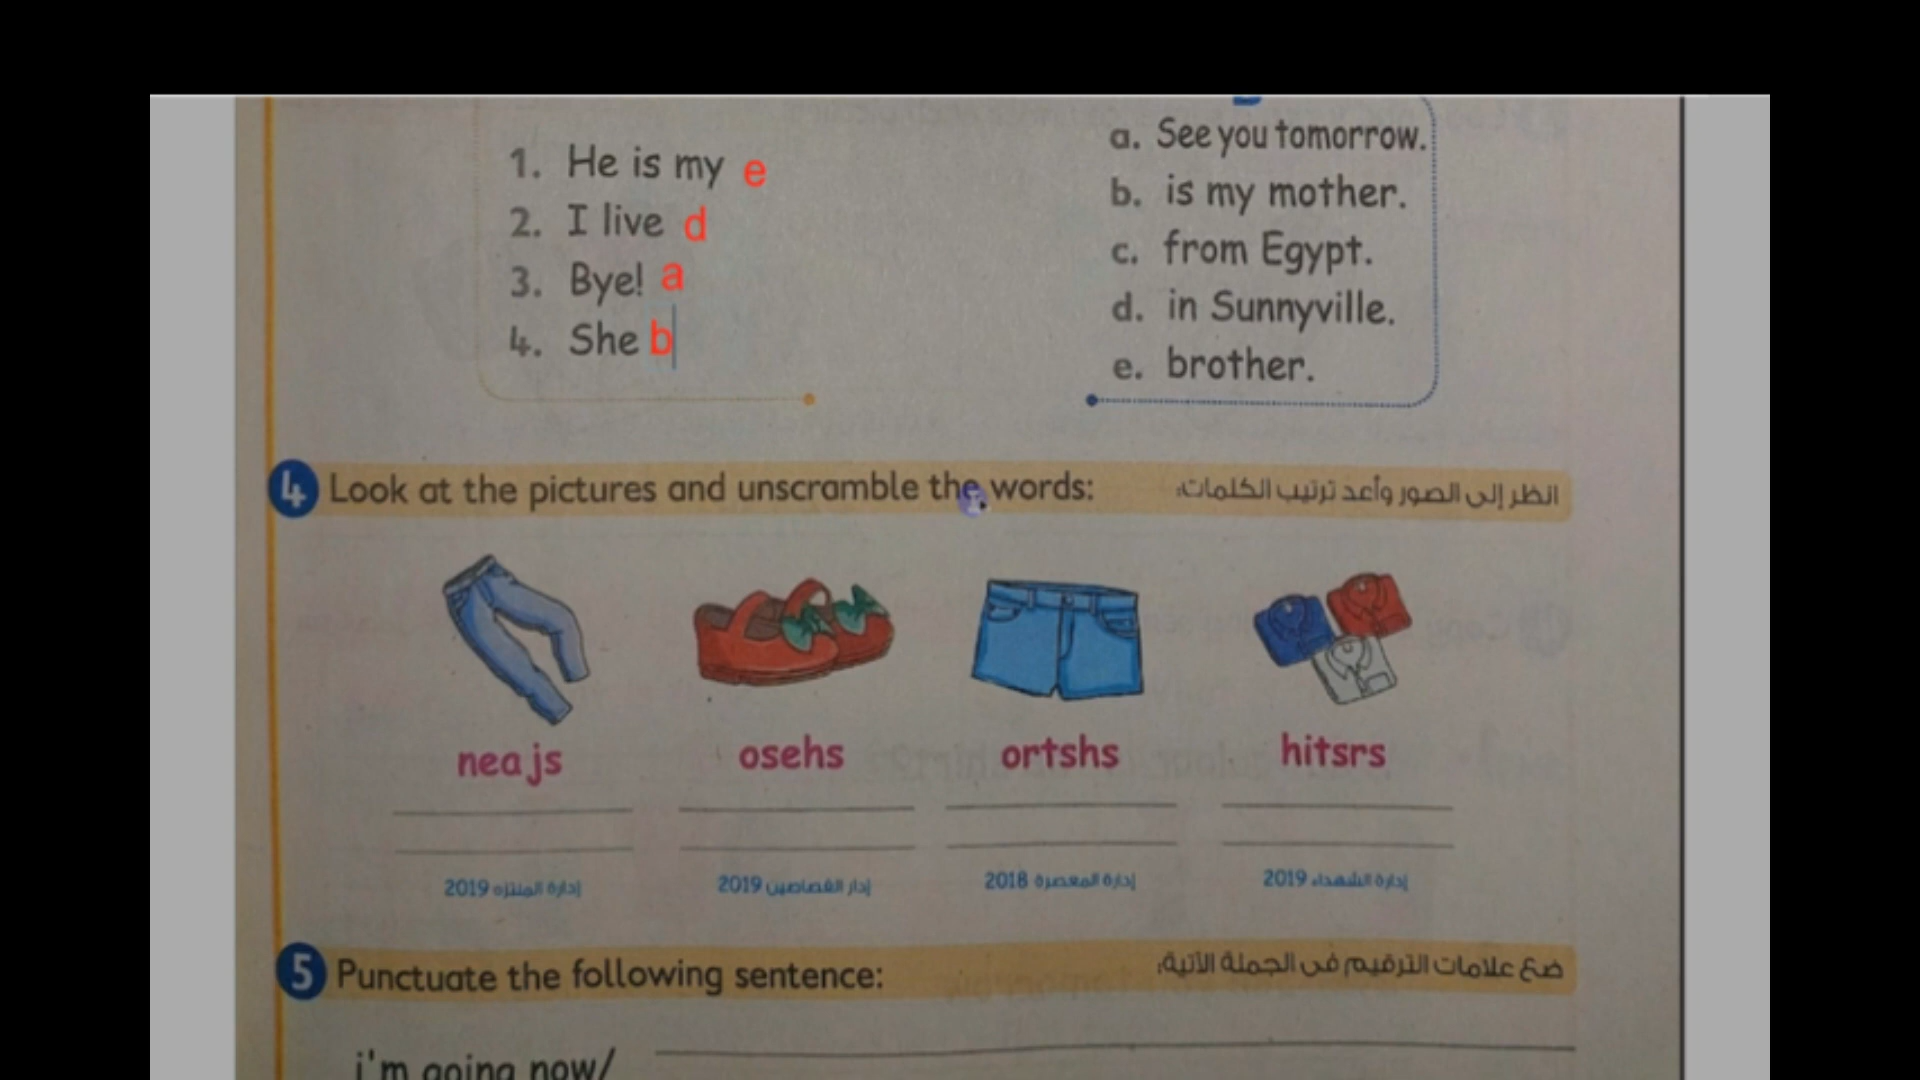 1. He is my e
2. I live d
3. Bye! a
4. She b
a. See you tomorrow.
b. is my mother.
c. from Egypt.
d. in Sunnyville.
e. brother.
4 Look at the pictures and unscramble the words: انظر إلى الصور وأعد ترتيب الكلمات:
neajs osehs ortshs hitsrs
إدارة المنتزه 2019 إدار القصاصين 2019 إدارة المعصرة 2018 إدارة الشهداء 2019
5 Punctuate the following sentence: ضع علامات الترقيم فى الجملة الآتية:
i'm going now/